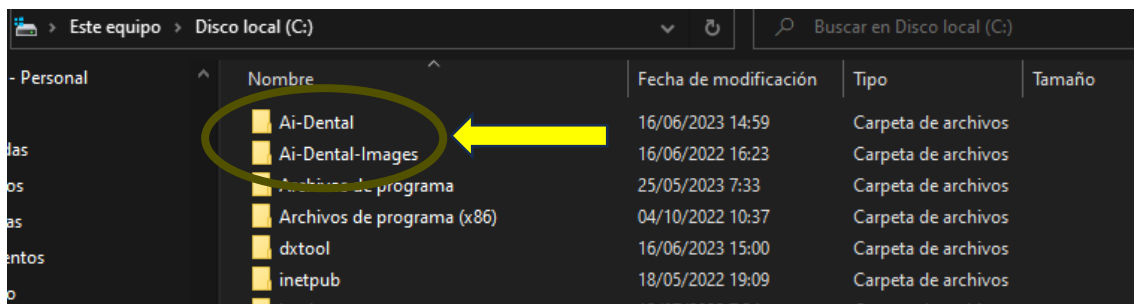 Este equipo > Disco local (C:) Buscar en Disco local (C:)
- Personal Nombre Fecha de modificación Tipo Tamaño
Ai-Dental 16/06/2023 14:59 Carpeta de archivos
das Ai-Dental-Images 16/06/2022 16:23 Carpeta de archivos
os Archivos de programa 25/05/2023 7:33 Carpeta de archivos
as Archivos de programa (x86) 04/10/2022 10:37 Carpeta de archivos
entos dxtool 16/06/2023 15:00 Carpeta de archivos
o inetpub 18/05/2022 19:09 Carpeta de archivos